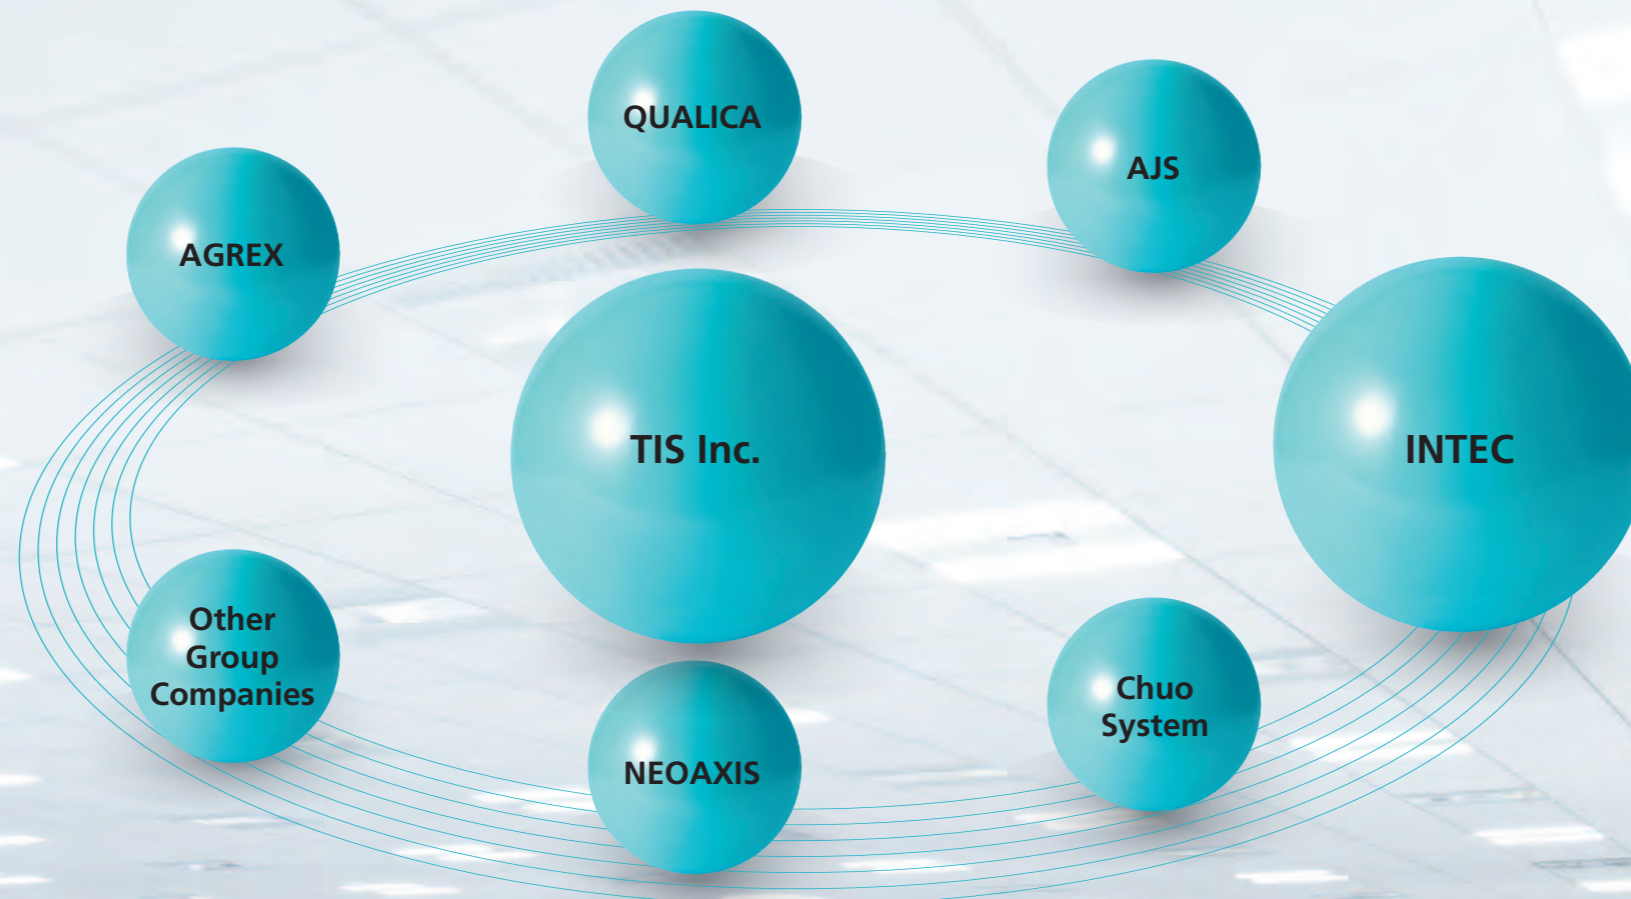 QUALICA
AJS
AGREX
TIS Inc.
INTEC
Other
Group
Companies
Chuo
System
NEOAXIS